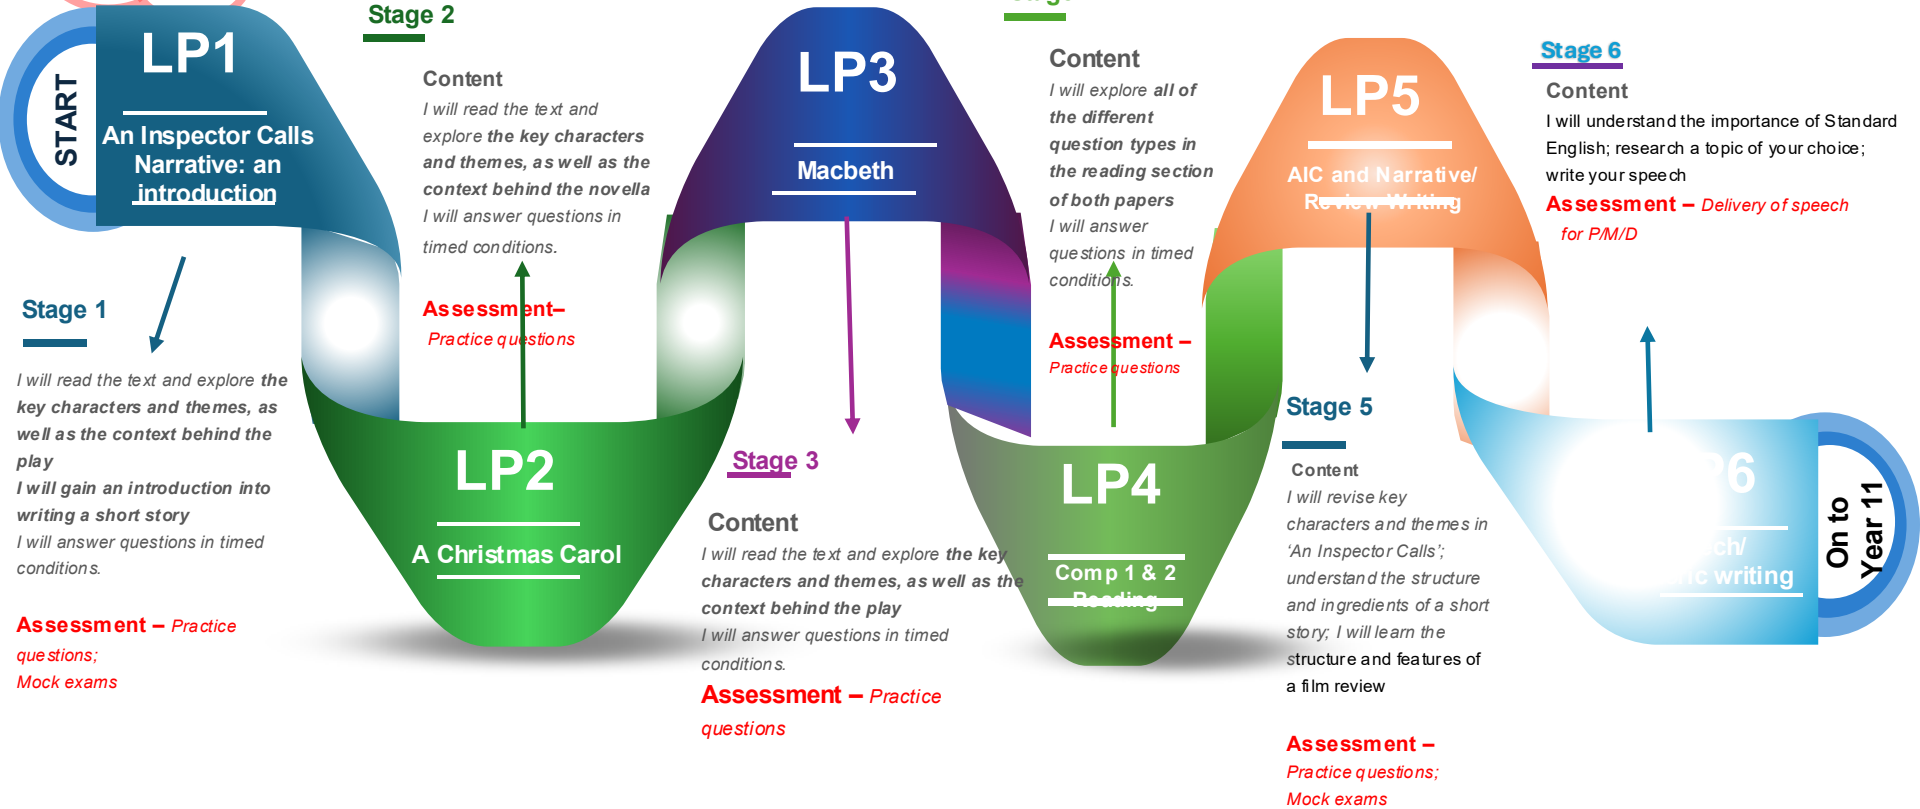 START
LP1
An Inspector Calls
Narrative: an
introduction
Stage 1
I will read the text and explore the
key characters and themes, as
well as the context behind the
play
I will gain an introduction into
writing a short story
I will answer questions in timed
conditions.
Assessment – Practice
questions;
Mock exams
Stage 2
Content
I will read the text and
explore the key characters
and themes, as well as the
context behind the novella
I will answer questions in
timed conditions.
Assessment–
Practice questions
LP2
A Christmas Carol
LP3
Macbeth
Stage 3
Content
I will read the text and explore the key
characters and themes, as well as the
context behind the play
I will answer questions in timed
conditions.
Assessment – Practice
questions
Content
I will explore all of
the different
question types in
the reading section
of both papers
I will answer
questions in timed
conditions.
Assessment –
Practice questions
LP4
Comp 1 & 2
Reading
LP5
AIC and Narrative/
Review Writing
Stage 5
Content
I will revise key
characters and themes in
‘An Inspector Calls’;
understand the structure
and ingredients of a short
story; I will learn the
structure and features of
a film review
Assessment –
Practice questions;
Mock exams
Stage 6
Content
I will understand the importance of Standard
English; research a topic of your choice;
write your speech
Assessment – Delivery of speech
for P/M/D
P6
writing
On to
Year 11